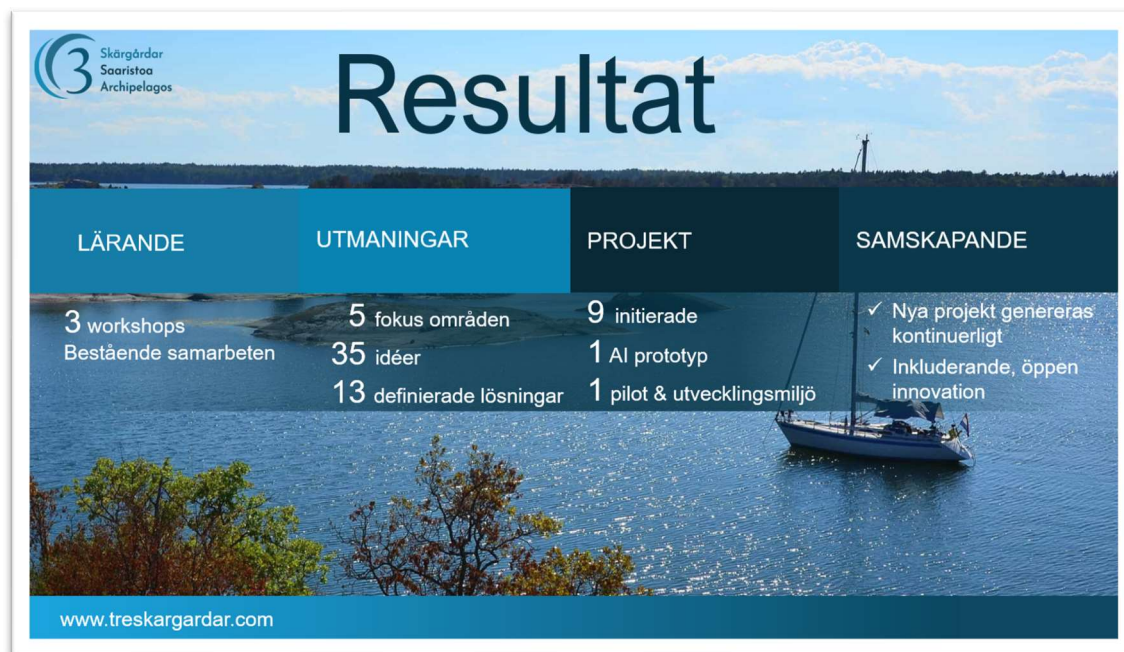 3
Skärgårdar
Saaristoa
Archipelagos
Resultat
LÄRANDE
3 workshops
Bestående samarbeten
UTMANINGAR
5 fokus områden
35 idéer
13 definierade lösningar
PROJEKT
9 initierade
1 AI prototyp
1 pilot & utvecklingsmiljö
SAMSKAPANDE
✓ Nya projekt genereras
kontinuerligt
✓ Inkluderande, öppen
innovation
www.treskargardar.com